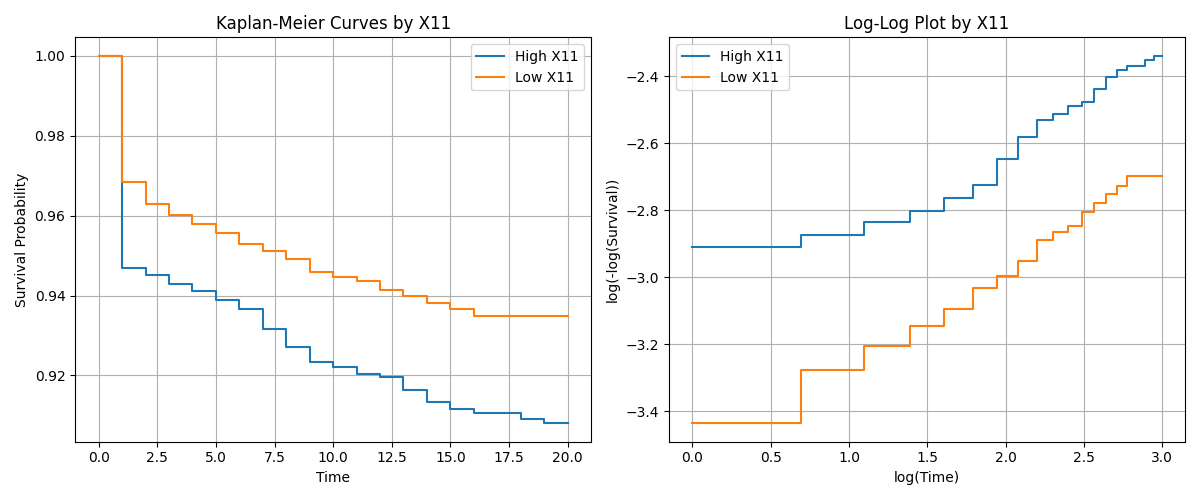 Kaplan-Meier Curves by X11
High X11
Low X11
1.00
0.98
0.96
0.94
0.92
Survival Probability
0.0
2.5
5.0
7.5
10.0
12.5
15.0
17.5
20.0
Time
Log-Log Plot by X11
High X11
Low X11
−2.4
−2.6
−2.8
−3.0
−3.2
−3.4
log(-log(Survival))
0.0
0.5
1.0
1.5
2.0
2.5
3.0
log(Time)